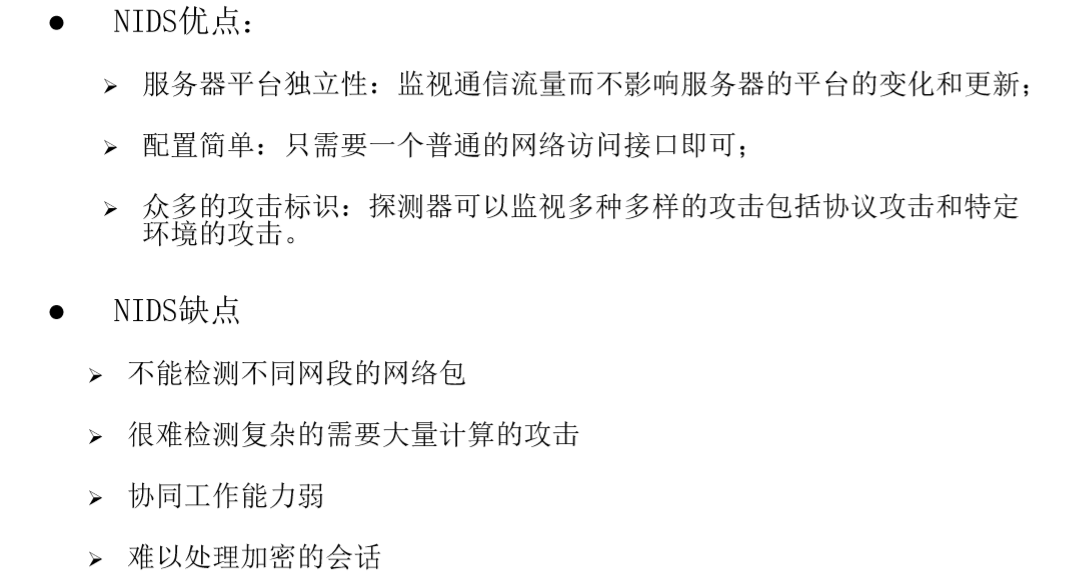 ● NIDS优点：
➢ 服务器平台独立性：监视通信流量而不影响服务器的平台的变化和更新；
➢ 配置简单：只需要一个普通的网络访问接口即可；
➢ 众多的攻击标识：探测器可以监视多种多样的攻击包括协议攻击和特定
环境的攻击。
● NIDS缺点
➢ 不能检测不同网段的网络包
➢ 很难检测复杂的需要大量计算的攻击
➢ 协同工作能力弱
➢ 难以处理加密的会话